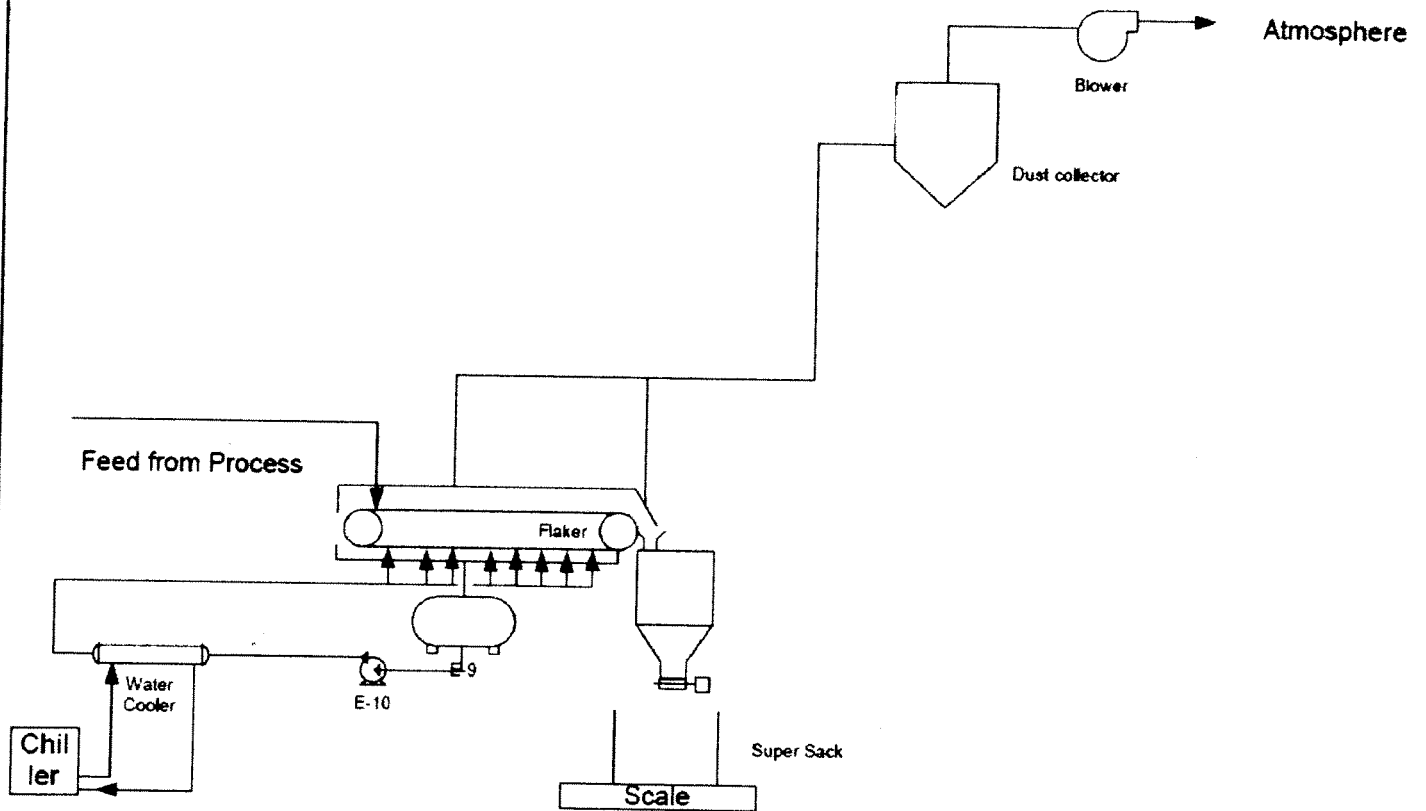 Atmosphere
Blower
Dust collector
Feed from Process
Flaker
E-9
Water
Cooler
E-10
Chil
ler
Super Sack
Scale